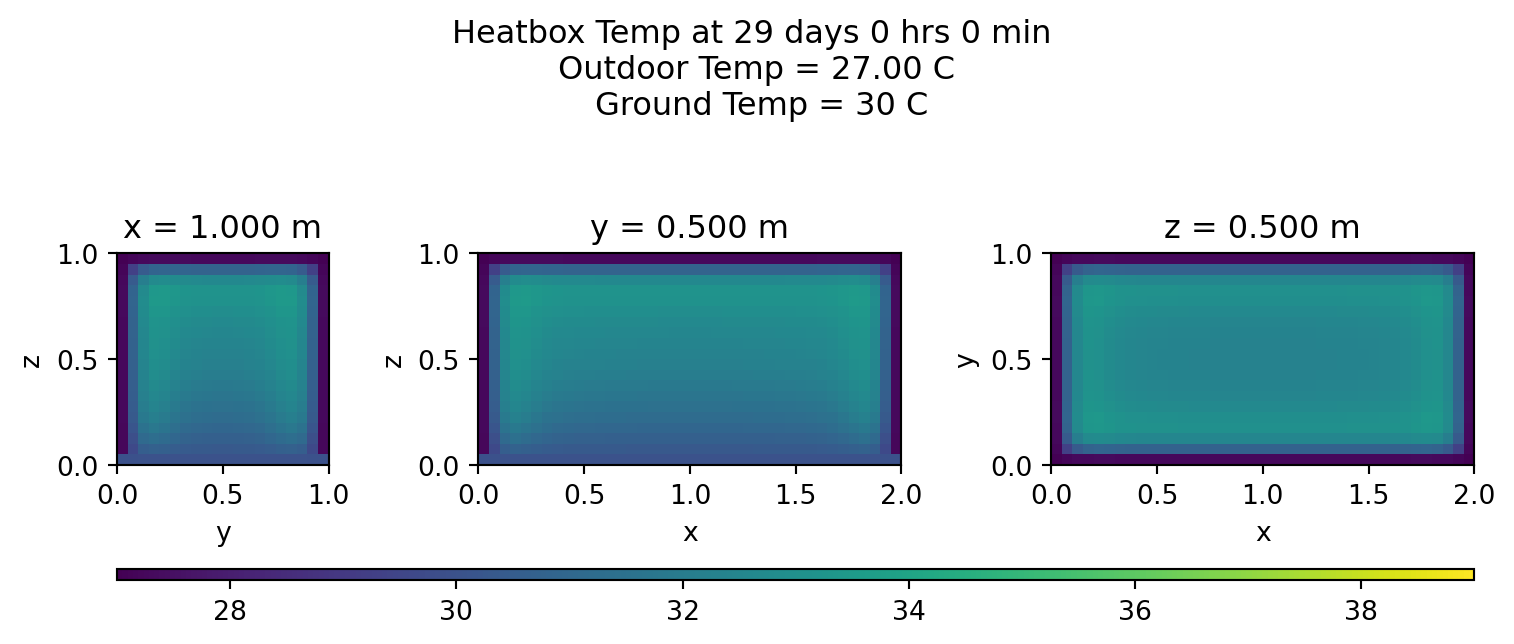 Heatbox Temp at 29 days 0 hrs 0 min
Outdoor Temp = 27.00 C
Ground Temp = 30 C
x = 1.000 m
z
1.0
0.5
0.0
0.0 0.5 1.0
y
y = 0.500 m
z
1.0
0.5
0.0
0.0 0.5 1.0 1.5 2.0
x
z = 0.500 m
y
1.0
0.5
0.0
0.0 0.5 1.0 1.5 2.0
x
28 30 32 34 36 38